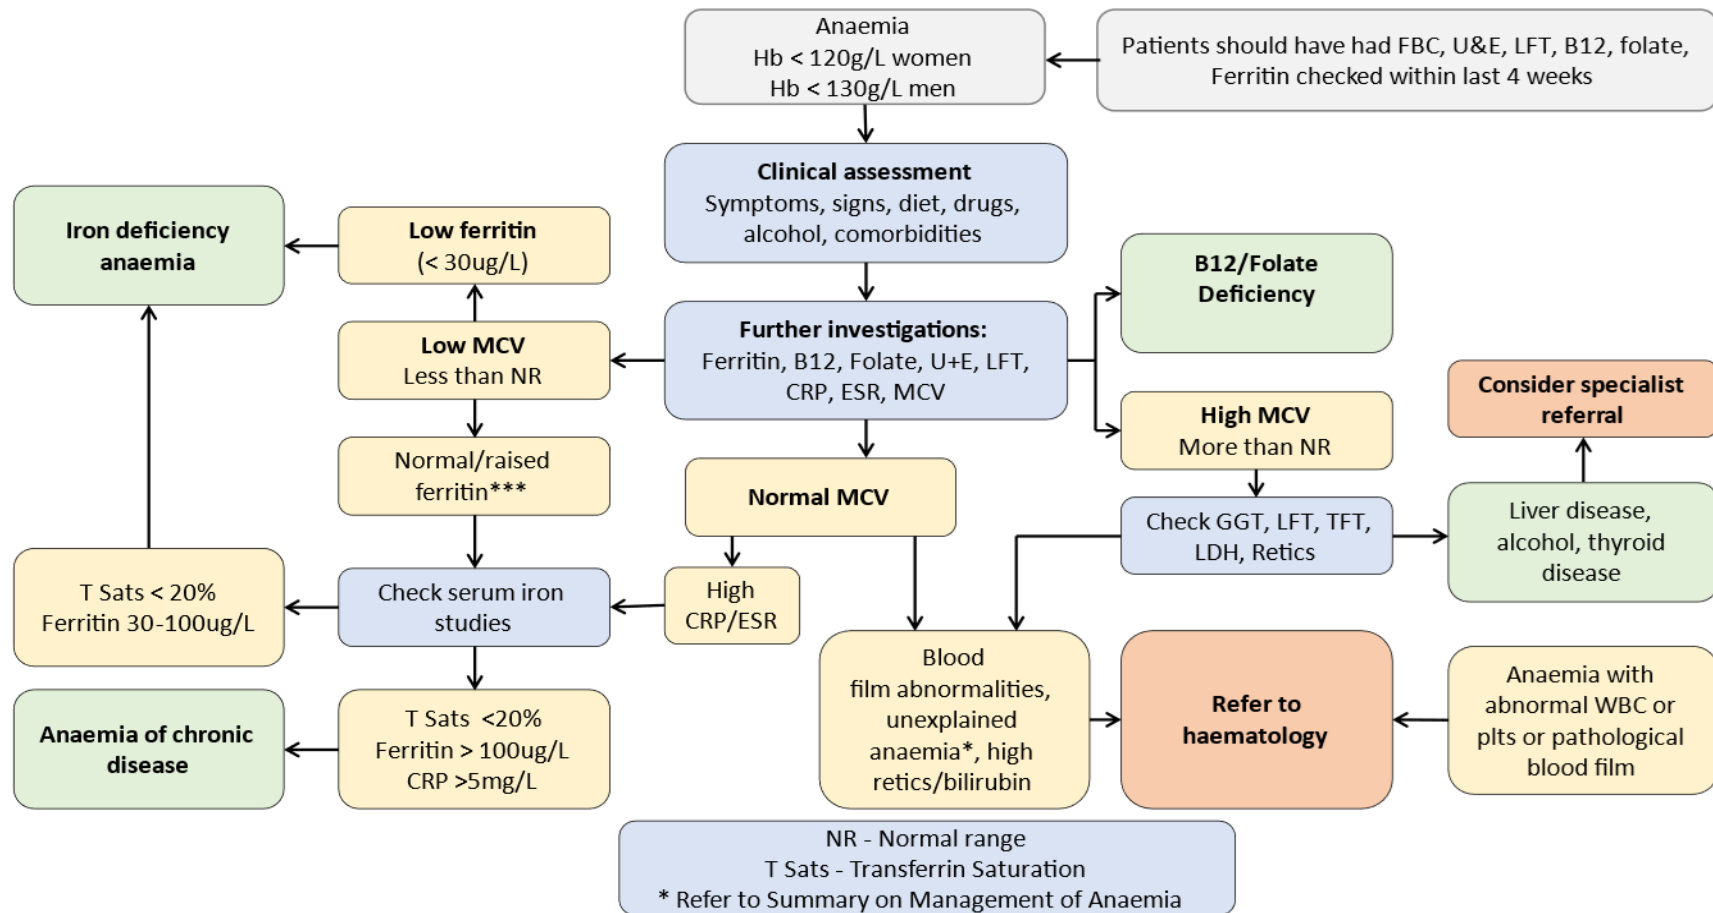 Anaemia
Hb < 120g/L women
Hb < 130g/L men
Patients should have had FBC, U&E, LFT, B12, folate,
Ferritin checked within last 4 weeks
Clinical assessment
Symptoms, signs, diet, drugs,
alcohol, comorbidities
Iron deficiency
anaemia
Low ferritin
(< 30ug/L)
B12/Folate
Deficiency
Further investigations:
Ferritin, B12, Folate, U+E, LFT,
CRP, ESR, MCV
Low MCV
Less than NR
Consider specialist
referral
High MCV
More than NR
Normal/raised
ferritin***
Normal MCV
Check GGT, LFT, TFT,
LDH, Retics
Liver disease,
alcohol, thyroid
disease
T Sats < 20%
Ferritin 30-100ug/L
Check serum iron
studies
High
CRP/ESR
Blood
film abnormalities,
unexplained
anaemia*, high
retics/bilirubin
Refer to
haematology
Anaemia with
abnormal WBC or
plts or pathological
blood film
Anaemia of chronic
disease
T Sats <20%
Ferritin > 100ug/L
CRP >5mg/L
NR - Normal range
T Sats - Transferrin Saturation
* Refer to Summary on Management of Anaemia